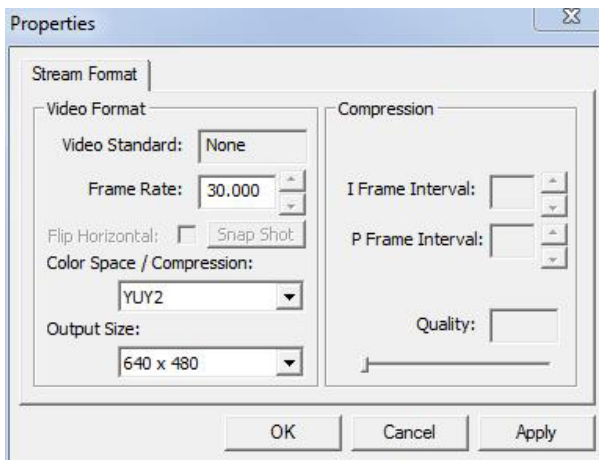 Properties
Stream Format
Video Format
Video Standard: None
Frame Rate: 30.000
Flip Horizontal: Snap Shot
Color Space / Compression:
YUY2
Output Size:
640 x 480
Compression
I Frame Interval:
P Frame Interval:
Quality:
OK Cancel Apply